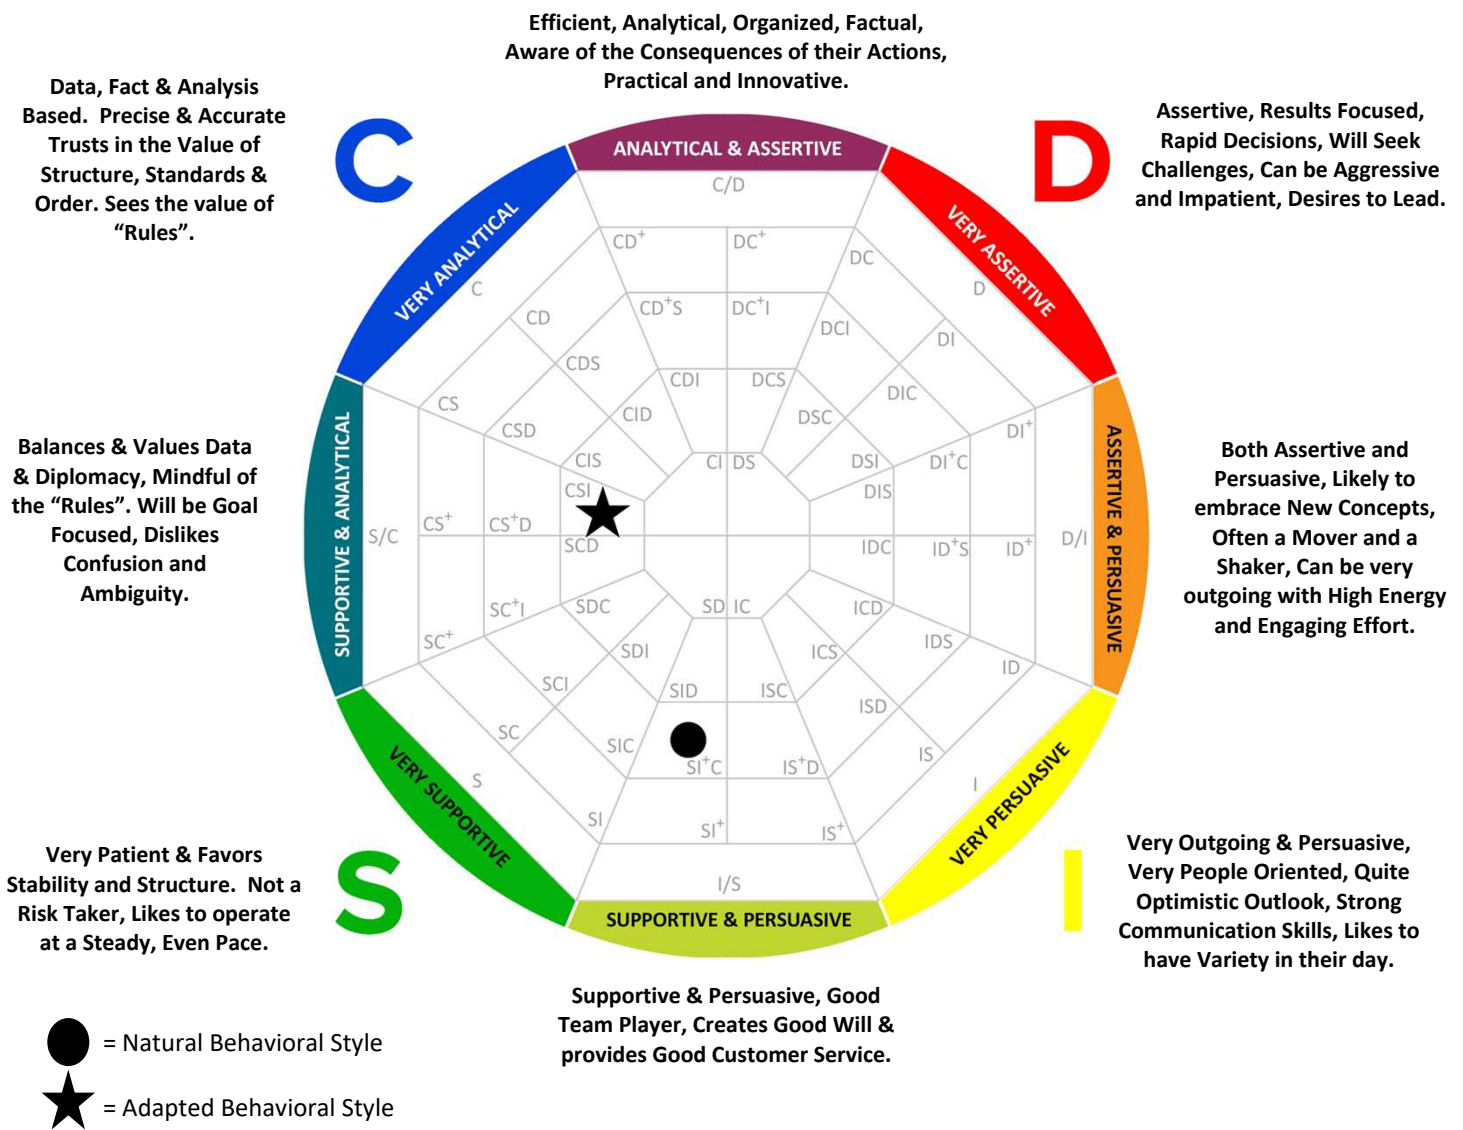 Efficient, Analytical, Organized, Factual,
Aware of the Consequences of their Actions,
Practical and Innovative.
Data, Fact & Analysis
Based.  Precise & Accurate
Trusts in the Value of
Structure, Standards &
Order. Sees the value of
“Rules”.
C
D
Assertive, Results Focused,
Rapid Decisions, Will Seek
Challenges, Can be Aggressive
and Impatient, Desires to Lead.
ANALYTICAL & ASSERTIVE
VERY ANALYTICAL
VERY ASSERTIVE
C/D
CD+
DC+
DC
C
D
CD
CD+S
DC+I
DCI
DI
CDS
CDI
DCS
DIC
CS
CID
DSC
DI+
CSD
CIS
CI
DS
DSI
DI+C
CSI
DIS
Balances & Values Data
& Diplomacy, Mindful of
the “Rules”. Will be Goal
Focused, Dislikes
Confusion and
Ambiguity.
SUPPORTIVE & ANALYTICAL
S/C
CS+
CS+D
SCD
IDC
ID+S
ID+
D/I
ASSERTIVE & PERSUASIVE
Both Assertive and
Persuasive, Likely to
embrace New Concepts,
Often a Mover and a
Shaker, Can be very
outgoing with High Energy
and Engaging Effort.
SC+I
SDC
SD
IC
ICD
SC+
SDI
ICS
IDS
ID
SCI
SID
ISC
ISD
SC
SIC
IS
S
SI+C
IS+D
I
SI
SI+
IS+
I/S
VERY SUPPORTIVE
VERY PERSUASIVE
SUPPORTIVE & PERSUASIVE
Very Patient & Favors
Stability and Structure.  Not a
Risk Taker, Likes to operate
at a Steady, Even Pace.
S
I
Very Outgoing & Persuasive,
Very People Oriented, Quite
Optimistic Outlook, Strong
Communication Skills, Likes to
have Variety in their day.
Supportive & Persuasive, Good
Team Player, Creates Good Will &
provides Good Customer Service.
= Natural Behavioral Style
= Adapted Behavioral Style